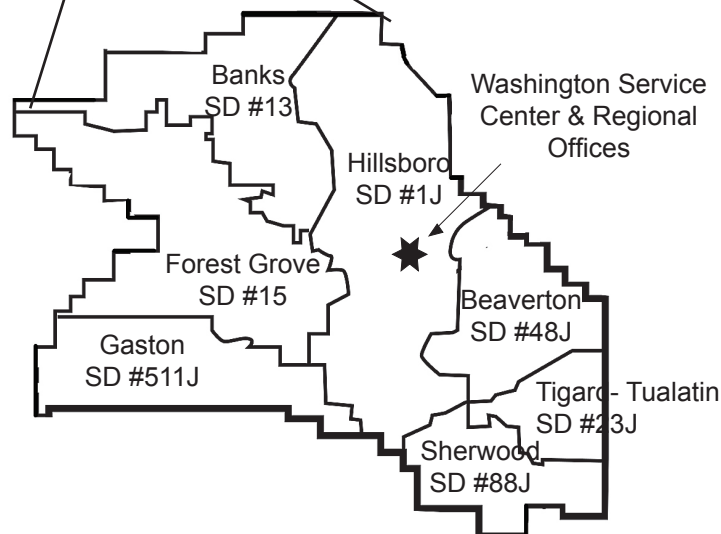 Banks
SD #13
Washington Service
Center & Regional
Offices
Hillsboro
SD #1J
Forest Grove
SD #15
Beaverton
SD #48J
Gaston
SD #511J
Tigard- Tualatin
SD #23J
Sherwood
SD #88J